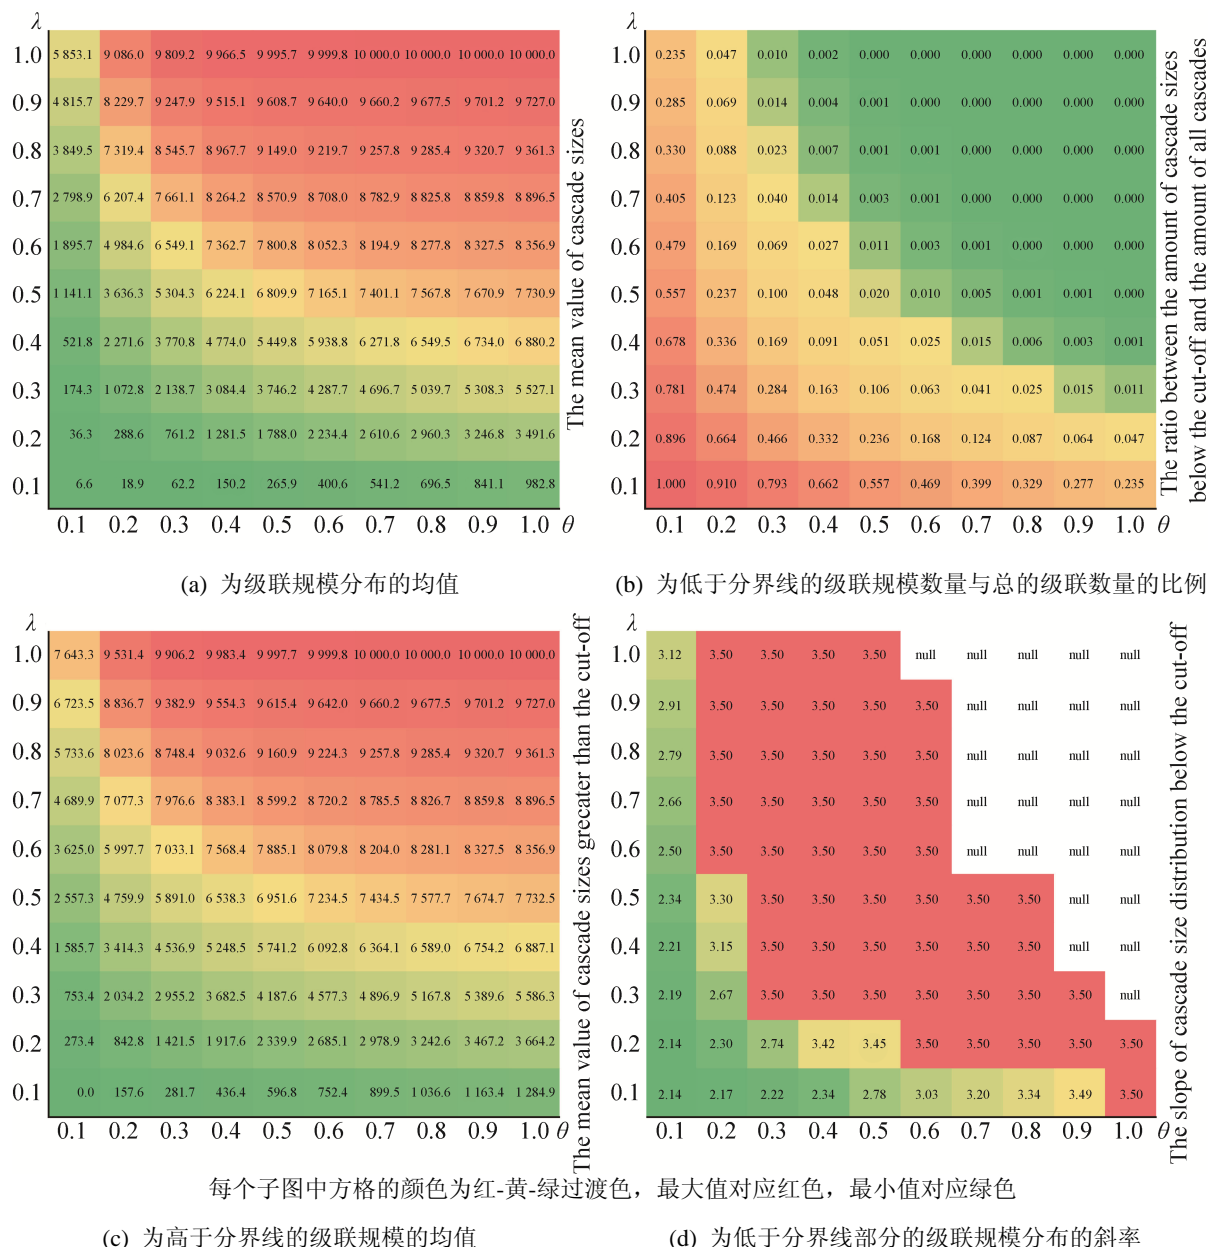 λ
1.0 5 853.1 9 086.0 9 809.2 9 966.5 9 995.7 9 999.8 10 000.0 10 000.0 10 000.0 10 000.0
0.9 4 815.7 8 229.7 9 247.9 9 515.1 9 608.7 9 640.0 9 660.2 9 677.5 9 701.2 9 727.0
0.8 3 849.5 7 319.4 8 545.7 8 967.7 9 149.0 9 219.7 9 257.8 9 285.4 9 320.7 9 361.3
0.7 2 798.9 6 207.4 7 661.1 8 264.2 8 570.9 8 708.0 8 782.9 8 825.8 8 859.8 8 896.5
0.6 1 895.7 4 984.6 6 549.1 7 362.7 7 800.8 8 052.3 8 194.9 8 277.8 8 327.5 8 356.9
0.5 1 141.1 3 636.3 5 304.3 6 224.1 6 809.9 7 165.1 7 401.1 7 567.8 7 670.9 7 730.9
0.4 521.8 2 271.6 3 770.8 4 774.0 5 449.8 5 938.8 6 271.8 6 549.5 6 734.0 6 880.2
0.3 174.3 1 072.8 2 138.7 3 084.4 3 746.2 4 287.7 4 696.7 5 039.7 5 308.3 5 527.1
0.2 36.3 288.6 761.2 1 281.5 1 788.0 2 234.4 2 610.6 2 960.3 3 246.8 3 491.6
0.1 6.6 18.9 62.2 150.2 265.9 400.6 541.2 696.5 841.1 982.8
0.1 0.2 0.3 0.4 0.5 0.6 0.7 0.8 0.9 1.0 θ
The mean value of cascade sizes
(a) 为级联规模分布的均值
λ
1.0 0.235 0.047 0.010 0.002 0.000 0.000 0.000 0.000 0.000 0.000
0.9 0.285 0.069 0.014 0.004 0.001 0.000 0.000 0.000 0.000 0.000
0.8 0.330 0.088 0.023 0.007 0.001 0.001 0.000 0.000 0.000 0.000
0.7 0.405 0.123 0.040 0.014 0.003 0.001 0.000 0.000 0.000 0.000
0.6 0.479 0.169 0.069 0.027 0.011 0.003 0.001 0.000 0.000 0.000
0.5 0.557 0.237 0.100 0.048 0.020 0.010 0.005 0.001 0.001 0.000
0.4 0.678 0.336 0.169 0.091 0.051 0.025 0.015 0.006 0.003 0.001
0.3 0.781 0.474 0.284 0.163 0.106 0.063 0.041 0.025 0.015 0.011
0.2 0.896 0.664 0.466 0.332 0.236 0.168 0.124 0.087 0.064 0.047
0.1 1.000 0.910 0.793 0.662 0.557 0.469 0.399 0.329 0.277 0.235
0.1 0.2 0.3 0.4 0.5 0.6 0.7 0.8 0.9 1.0 θ
The ratio between the amount of cascade sizes
below the cut-off and the amount of all cascades
(b) 为低于分界线的级联规模数量与总的级联数量的比例
λ
1.0 7 643.3 9 531.4 9 906.2 9 983.4 9 997.7 9 999.8 10 000.0 10 000.0 10 000.0 10 000.0
0.9 6 723.5 8 836.7 9 382.9 9 554.3 9 615.4 9 642.0 9 660.2 9 677.5 9 701.2 9 727.0
0.8 5 733.6 8 023.6 8 748.4 9 032.6 9 160.9 9 224.3 9 257.8 9 285.4 9 320.7 9 361.3
0.7 4 689.9 7 077.3 7 976.6 8 383.1 8 599.2 8 720.2 8 785.5 8 826.7 8 859.8 8 896.5
0.6 3 625.0 5 997.7 7 033.1 7 568.4 7 885.1 8 079.8 8 204.0 8 281.1 8 327.5 8 356.9
0.5 2 557.3 4 759.9 5 891.0 6 538.3 6 951.6 7 234.5 7 434.5 7 577.7 7 674.7 7 732.5
0.4 1 585.7 3 414.3 4 536.9 5 248.5 5 741.2 6 092.8 6 364.1 6 589.0 6 754.2 6 887.1
0.3 753.4 2 034.2 2 955.2 3 682.5 4 187.6 4 577.3 4 896.9 5 167.8 5 389.6 5 586.3
0.2 273.4 842.8 1 421.5 1 917.6 2 339.9 2 685.1 2 978.9 3 242.6 3 467.2 3 664.2
0.1 0.0 157.6 281.7 436.4 596.8 752.4 899.5 1 036.6 1 163.4 1 284.9
0.1 0.2 0.3 0.4 0.5 0.6 0.7 0.8 0.9 1.0 θ
The mean value of cascade sizes grecater than the cut-off
λ
1.0 3.12 3.50 3.50 3.50 3.50 null null null null null
0.9 2.91 3.50 3.50 3.50 3.50 3.50 null null null null
0.8 2.79 3.50 3.50 3.50 3.50 3.50 null null null null
0.7 2.66 3.50 3.50 3.50 3.50 3.50 null null null null
0.6 2.50 3.50 3.50 3.50 3.50 3.50 null null null null
0.5 2.34 3.30 3.50 3.50 3.50 3.50 3.50 3.50 null null
0.4 2.21 3.15 3.50 3.50 3.50 3.50 3.50 3.50 null null
0.3 2.19 2.67 3.50 3.50 3.50 3.50 3.50 3.50 3.50 null
0.2 2.14 2.30 2.74 3.42 3.45 3.50 3.50 3.50 3.50 3.50
0.1 2.14 2.17 2.22 2.34 2.78 3.03 3.20 3.34 3.49 3.50
0.1 0.2 0.3 0.4 0.5 0.6 0.7 0.8 0.9 1.0 θ
The slope of cascade size distribution below the cut-off
每个子图中方格的颜色为红-黄-绿过渡色，最大值对应红色，最小值对应绿色
(c) 为高于分界线的级联规模的均值
(d) 为低于分界线部分的级联规模分布的斜率